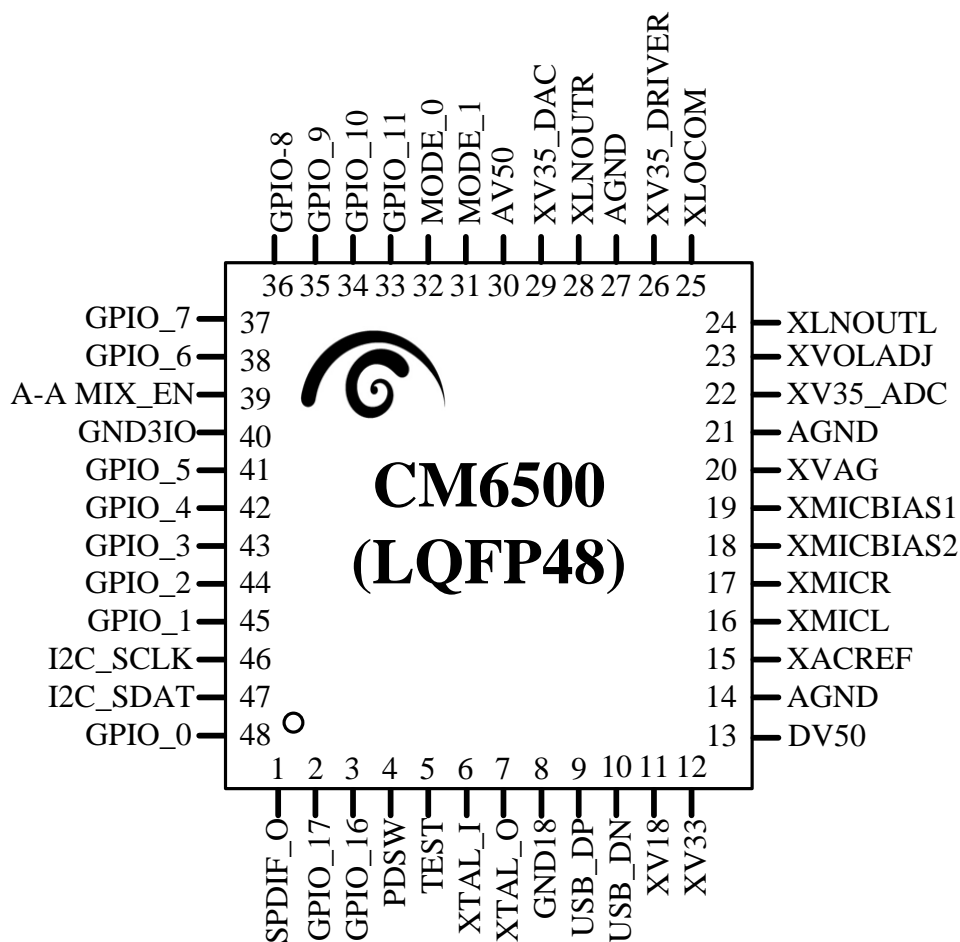 GPIO-8
GPIO_9
GPIO_10
GPIO_11
MODE_0
MODE_1
AV50
XV35_DAC
XLNOUTR
AGND
XV35_DRIVER
XLOCOM
36 35 34 33 32 31 30 29 28 27 26 25
GPIO_7 37
GPIO_6 38
A-A MIX_EN 39
GND3IO 40
GPIO_5 41
GPIO_4 42
GPIO_3 43
GPIO_2 44
GPIO_1 45
I2C_SCLK 46
I2C_SDAT 47
GPIO_0 48
CM6500
(LQFP48)
24 XLNOUTL
23 XVOLADJ
22 XV35_ADC
21 AGND
20 XVAG
19 XMICBIAS1
18 XMICBIAS2
17 XMICR
16 XMICL
15 XACREF
14 AGND
13 DV50
1 2 3 4 5 6 7 8 9 10 11 12
SPDIF_O
GPIO_17
GPIO_16
PDSW
TEST
XTAL_I
XTAL_O
GND18
USB_DP
USB_DN
XV18
XV33